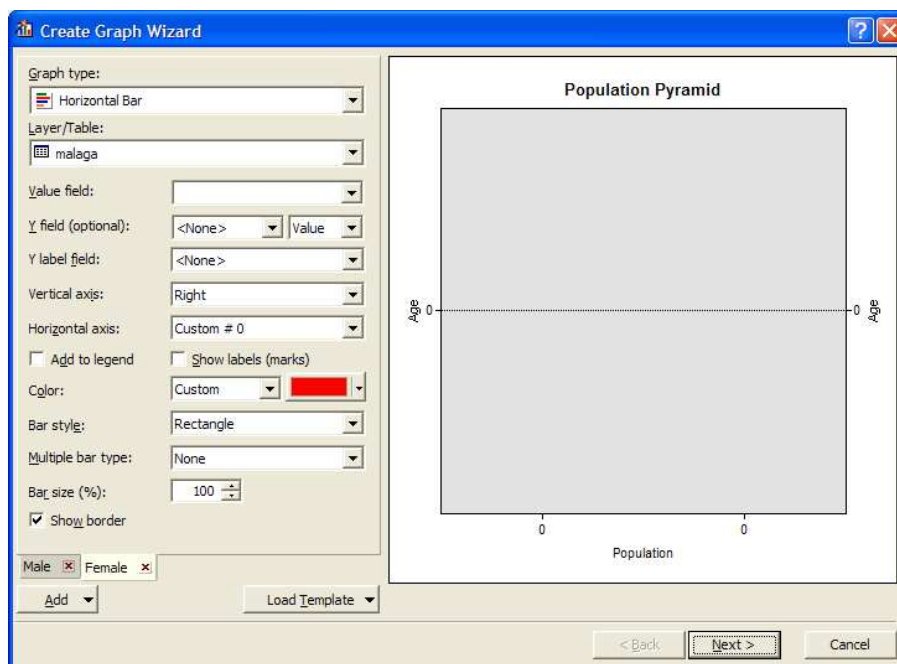 Create Graph Wizard
Graph type:
Horizontal Bar
Layer/Table:
malaga
Value field:
Y field (optional): <None> Value
Y label field: <None>
Vertical axis: Right
Horizontal axis: Custom # 0
Add to legend Show labels (marks)
Color: Custom
Bar style: Rectangle
Multiple bar type: None
Bar size (%): 100
Show border
Male Female
Add Load Template
Population Pyramid
Age 0 0 Age
0 0
Population
< Back Next > Cancel